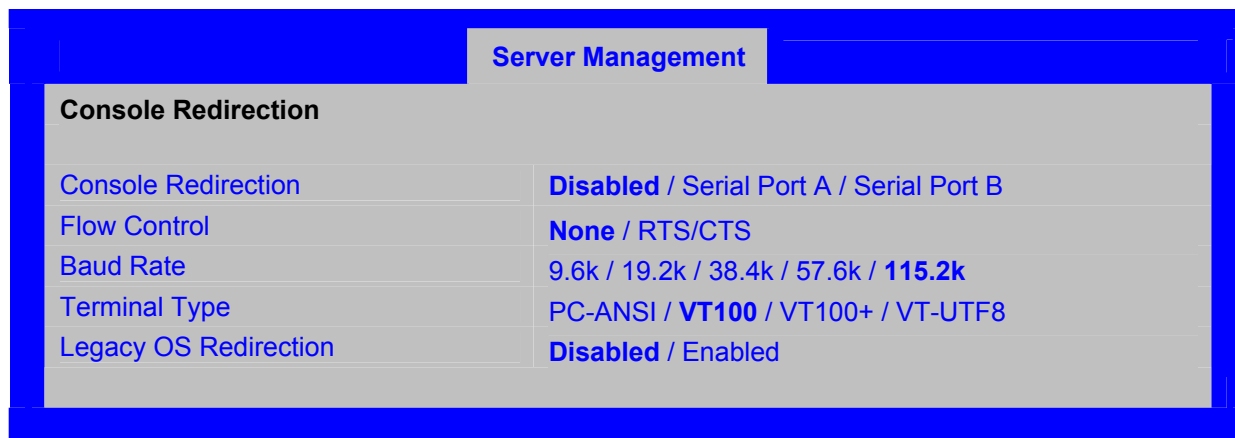 Server Management
Console Redirection
Console Redirection Disabled / Serial Port A / Serial Port B
Flow Control None / RTS/CTS
Baud Rate 9.6k / 19.2k / 38.4k / 57.6k / 115.2k
Terminal Type PC-ANSI / VT100 / VT100+ / VT-UTF8
Legacy OS Redirection Disabled / Enabled